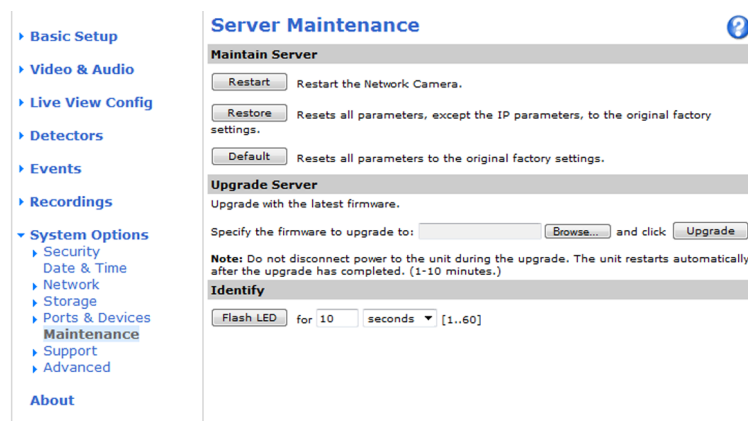 Basic Setup
Video & Audio
Live View Config
Detectors
Events
Recordings
System Options
Security
Date & Time
Network
Storage
Ports & Devices
Maintenance
Support
Advanced
About
Server Maintenance
?
Maintain Server
Restart Restart the Network Camera.
Restore Resets all parameters, except the IP parameters, to the original factory
settings.
Default Resets all parameters to the original factory settings.
Upgrade Server
Upgrade with the latest firmware.
Specify the firmware to upgrade to: Browse... and click Upgrade
Note: Do not disconnect power to the unit during the upgrade. The unit restarts automatically
after the upgrade has completed. (1-10 minutes.)
Identify
Flash LED for 10 seconds [1..60]